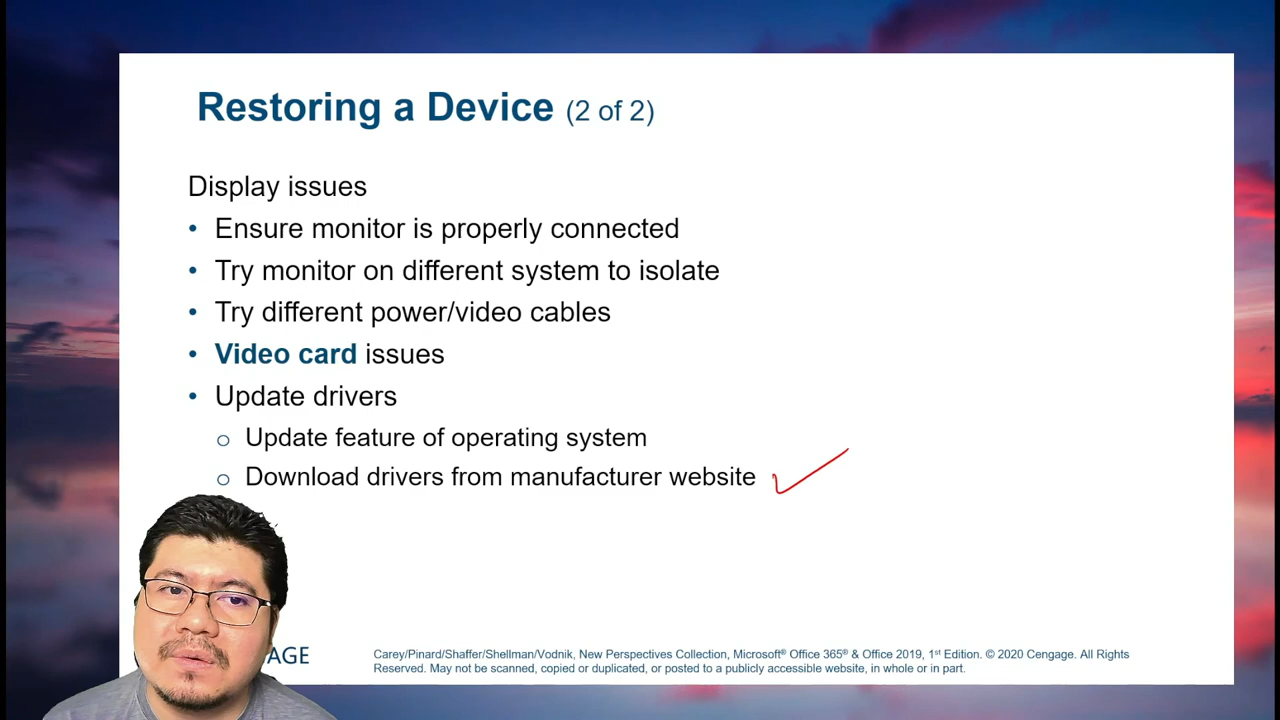 Restoring a Device (2 of 2)
Display issues
• Ensure monitor is properly connected
• Try monitor on different system to isolate
• Try different power/video cables
• Video card issues
• Update drivers
o Update feature of operating system
o Download drivers from manufacturer website
AGE
Carey/Pinard/Shaffer/Shellman/Vodnik, New Perspectives Collection, Microsoft® Office 365® & Office 2019, 1st Edition. © 2020 Cengage. All Rights
Reserved. May not be scanned, copied or duplicated, or posted to a publicly accessible website, in whole or in part.